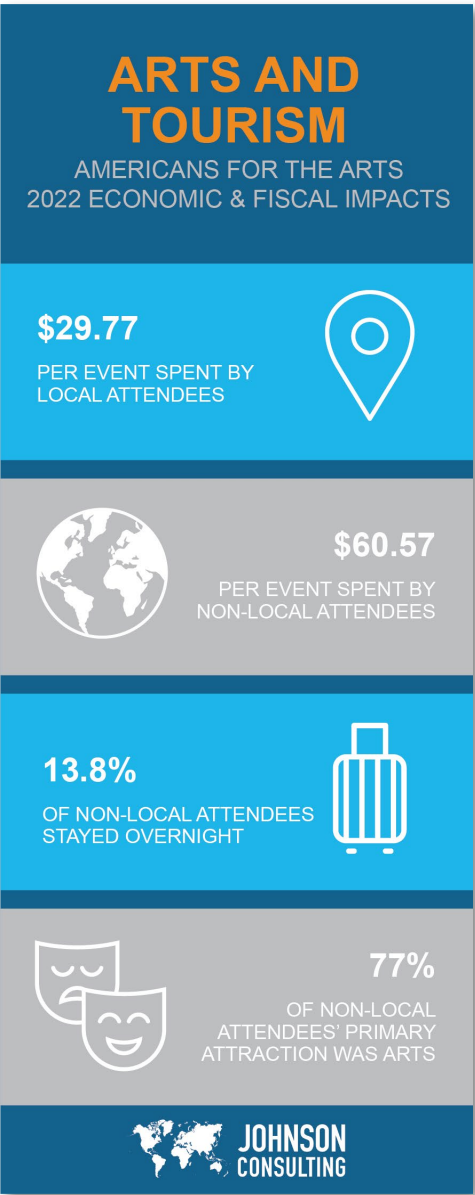 ARTS AND
TOURISM
AMERICANS FOR THE ARTS
2022 ECONOMIC & FISCAL IMPACTS
$29.77
PER EVENT SPENT BY
LOCAL ATTENDEES
$60.57
PER EVENT SPENT BY
NON-LOCAL ATTENDEES
13.8%
OF NON-LOCAL ATTENDEES
STAYED OVERNIGHT
77%
OF NON-LOCAL
ATTENDEES’ PRIMARY
ATTRACTION WAS ARTS
JOHNSON
CONSULTING